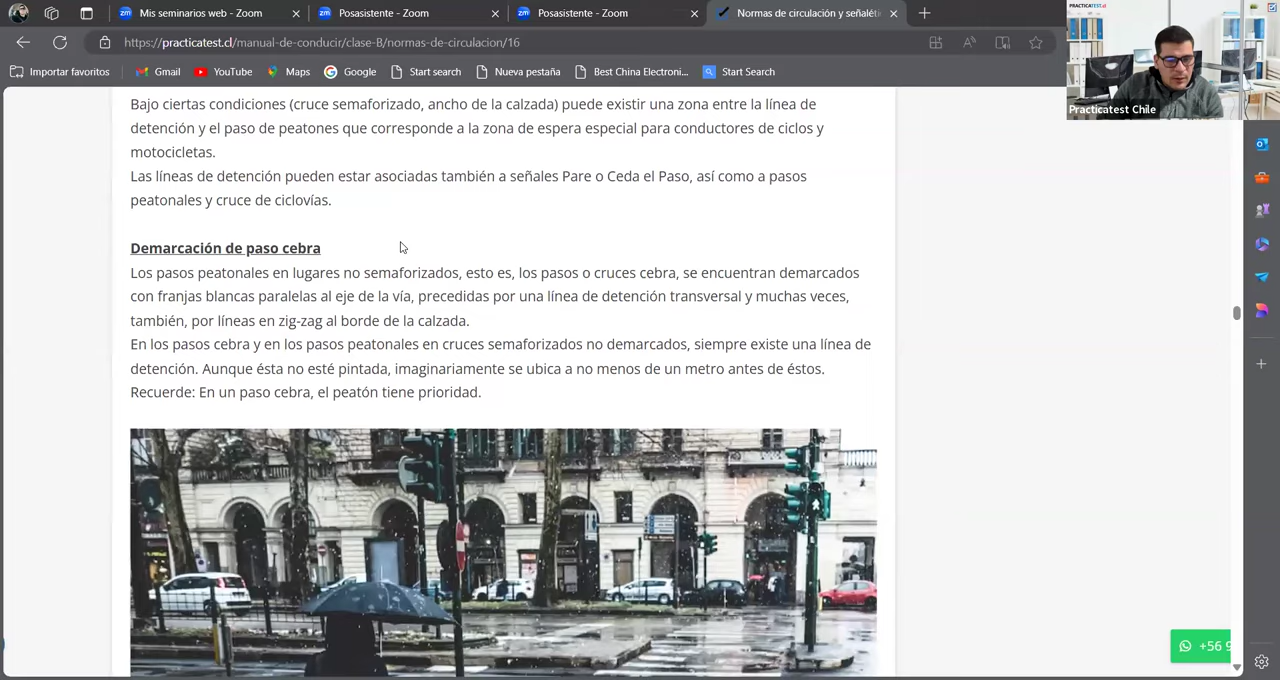 Mis seminarios web - Zoom
Posasistente - Zoom
Posasistente - Zoom
Normas de circulación y señaléti
https://practicatest.cl/manual-de-conducir/clase-B/normas-de-circulacion/16
Importar favoritos
Gmail
YouTube
Maps
Google
Start search
Nueva pestaña
Best China Electroni...
Start Search
PRACTICATEST.cl
Practicatest Chile
Bajo ciertas condiciones (cruce semaforizado, ancho de la calzada) puede existir una zona entre la línea de
detención y el paso de peatones que corresponde a la zona de espera especial para conductores de ciclos y
motocicletas.
Las líneas de detención pueden estar asociadas también a señales Pare o Ceda el Paso, así como a pasos
peatonales y cruce de ciclovías.
Demarcación de paso cebra
Los pasos peatonales en lugares no semaforizados, esto es, los pasos o cruces cebra, se encuentran demarcados
con franjas blancas paralelas al eje de la vía, precedidas por una línea de detención transversal y muchas veces,
también, por líneas en zig-zag al borde de la calzada.
En los pasos cebra y en los pasos peatonales en cruces semaforizados no demarcados, siempre existe una línea de
detención. Aunque ésta no esté pintada, imaginariamente se ubica a no menos de un metro antes de éstos.
Recuerde: En un paso cebra, el peatón tiene prioridad.
+56 9